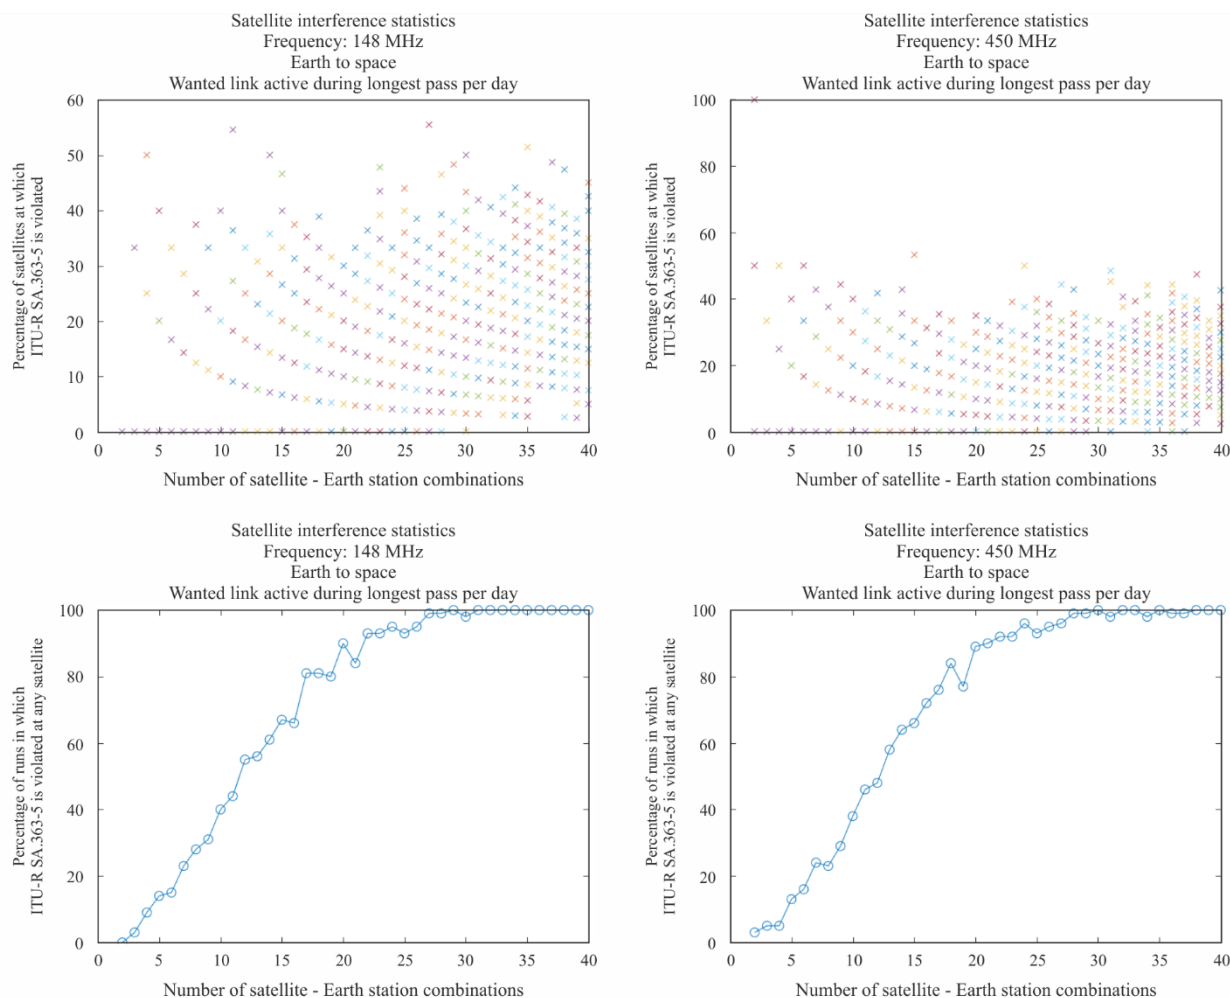 Satellite interference statistics
Frequency: 148 MHz
Earth to space
Wanted link active during longest pass per day
Percentage of satellites at which
ITU-R SA.363-5 is violated
60
50
40
30
20
10
0
0 5 10 15 20 25 30 35 40
Number of satellite - Earth station combinations
Satellite interference statistics
Frequency: 450 MHz
Earth to space
Wanted link active during longest pass per day
Percentage of satellites at which
ITU-R SA.363-5 is violated
100
80
60
40
20
0
0 5 10 15 20 25 30 35 40
Number of satellite - Earth station combinations
Satellite interference statistics
Frequency: 148 MHz
Earth to space
Wanted link active during longest pass per day
Percentage of runs in which
ITU-R SA.363-5 is violated at any satellite
100
80
60
40
20
0
0 5 10 15 20 25 30 35 40
Number of satellite - Earth station combinations
Satellite interference statistics
Frequency: 450 MHz
Earth to space
Wanted link active during longest pass per day
Percentage of runs in which
ITU-R SA.363-5 is violated at any satellite
100
80
60
40
20
0
0 5 10 15 20 25 30 35 40
Number of satellite - Earth station combinations